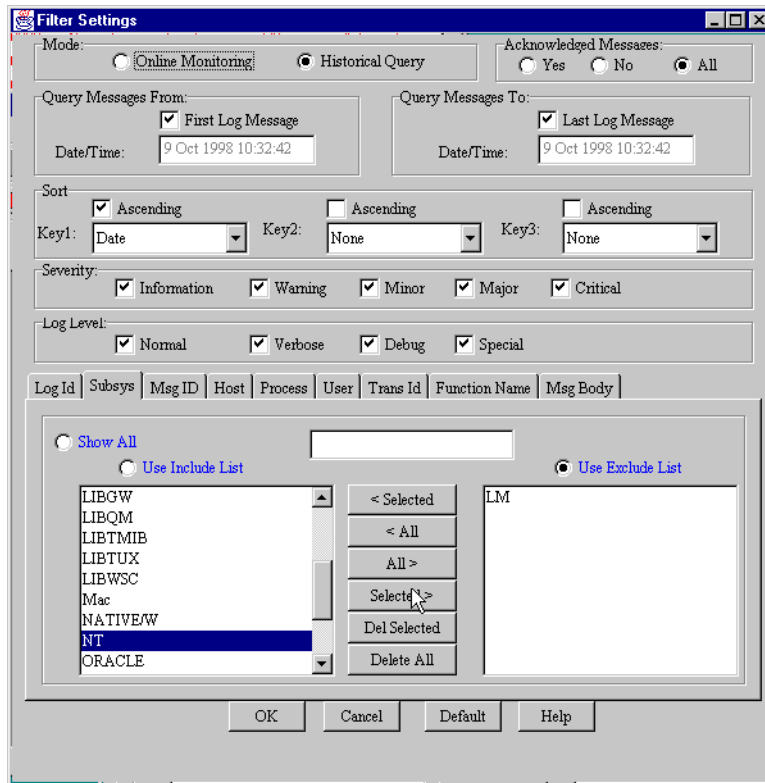 Filter Settings
Mode: Acknowledged Messages:
Online Monitoring Historical Query Yes No All
Query Messages From: Query Messages To:
First Log Message Last Log Message
Date/Time: 9 Oct 1998 10:32:42 Date/Time: 9 Oct 1998 10:32:42
Sort
Ascending Ascending Ascending
Key1: Date Key2: None Key3: None
Severity:
Information Warning Minor Major Critical
Log Level:
Normal Verbose Debug Special
Log Id Subsys Msg ID Host Process User Trans Id Function Name Msg Body
Show All
Use Include List Use Exclude List
LIBGW < Selected LM
LIBQM
LIBTMIB < All
LIBTUX All >
LIBWSC
Mac Selected >
NATIVE/W
NT Del Selected
ORACLE Delete All
OK Cancel Default Help